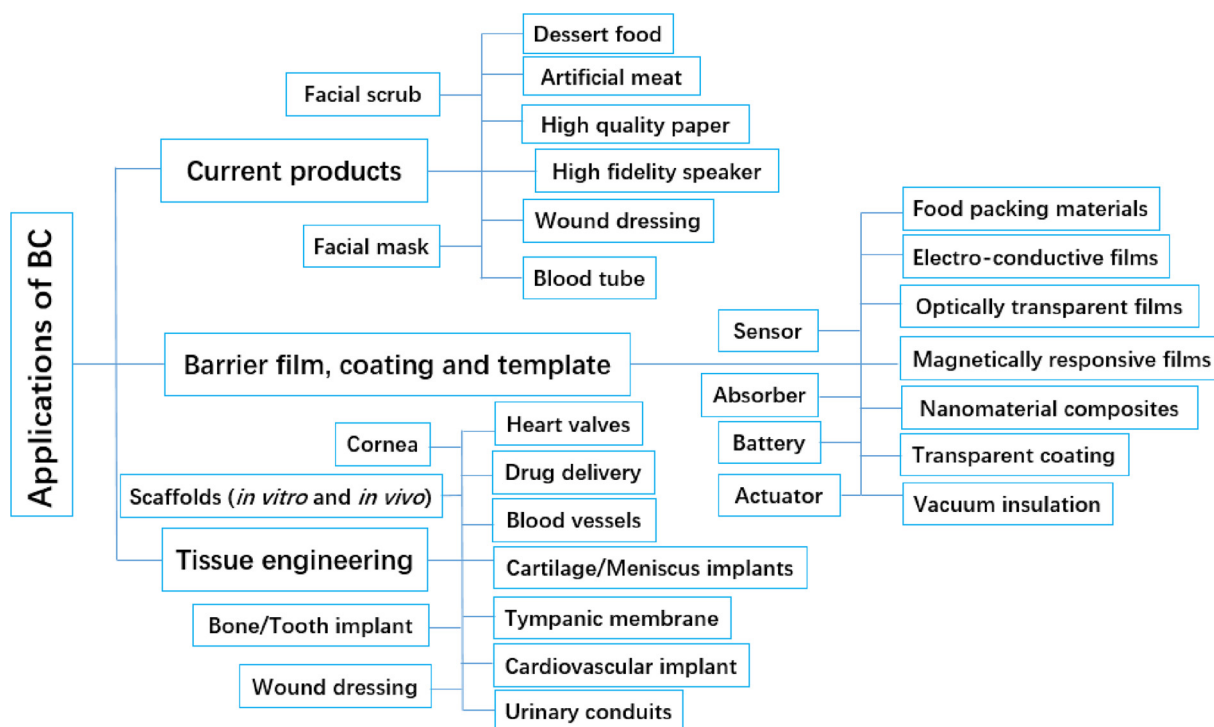 Applications of BC
Current products
Facial scrub
Facial mask
Dessert food
Artificial meat
High quality paper
High fidelity speaker
Wound dressing
Blood tube
Barrier film, coating and template
Sensor
Absorber
Battery
Actuator
Food packing materials
Electro-conductive films
Optically transparent films
Magnetically responsive films
Nanomaterial composites
Transparent coating
Vacuum insulation
Tissue engineering
Cornea
Scaffolds (in vitro and in vivo)
Bone/Tooth implant
Wound dressing
Heart valves
Drug delivery
Blood vessels
Cartilage/Meniscus implants
Tympanic membrane
Cardiovascular implant
Urinary conduits